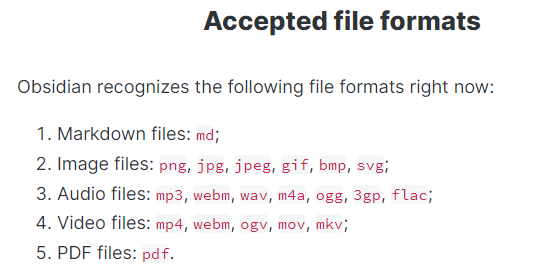 Accepted file formats
Obsidian recognizes the following file formats right now:
1. Markdown files: md;
2. Image files: png, jpg, jpeg, gif, bmp, svg;
3. Audio files: mp3, webm, wav, m4a, ogg, 3gp, flac;
4. Video files: mp4, webm, ogv, mov, mkv;
5. PDF files: pdf.